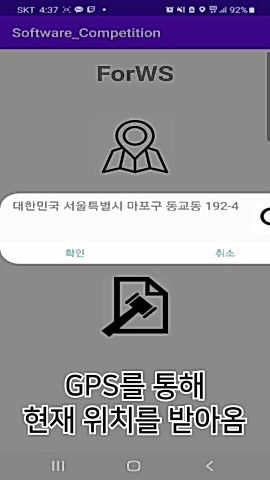 SKT 4:37 92%
Software_Competition
ForWS
대한민국 서울특별시 마포구 동교동 192-4
확인 취소
GPS를 통해
현재 위치를 받아옴